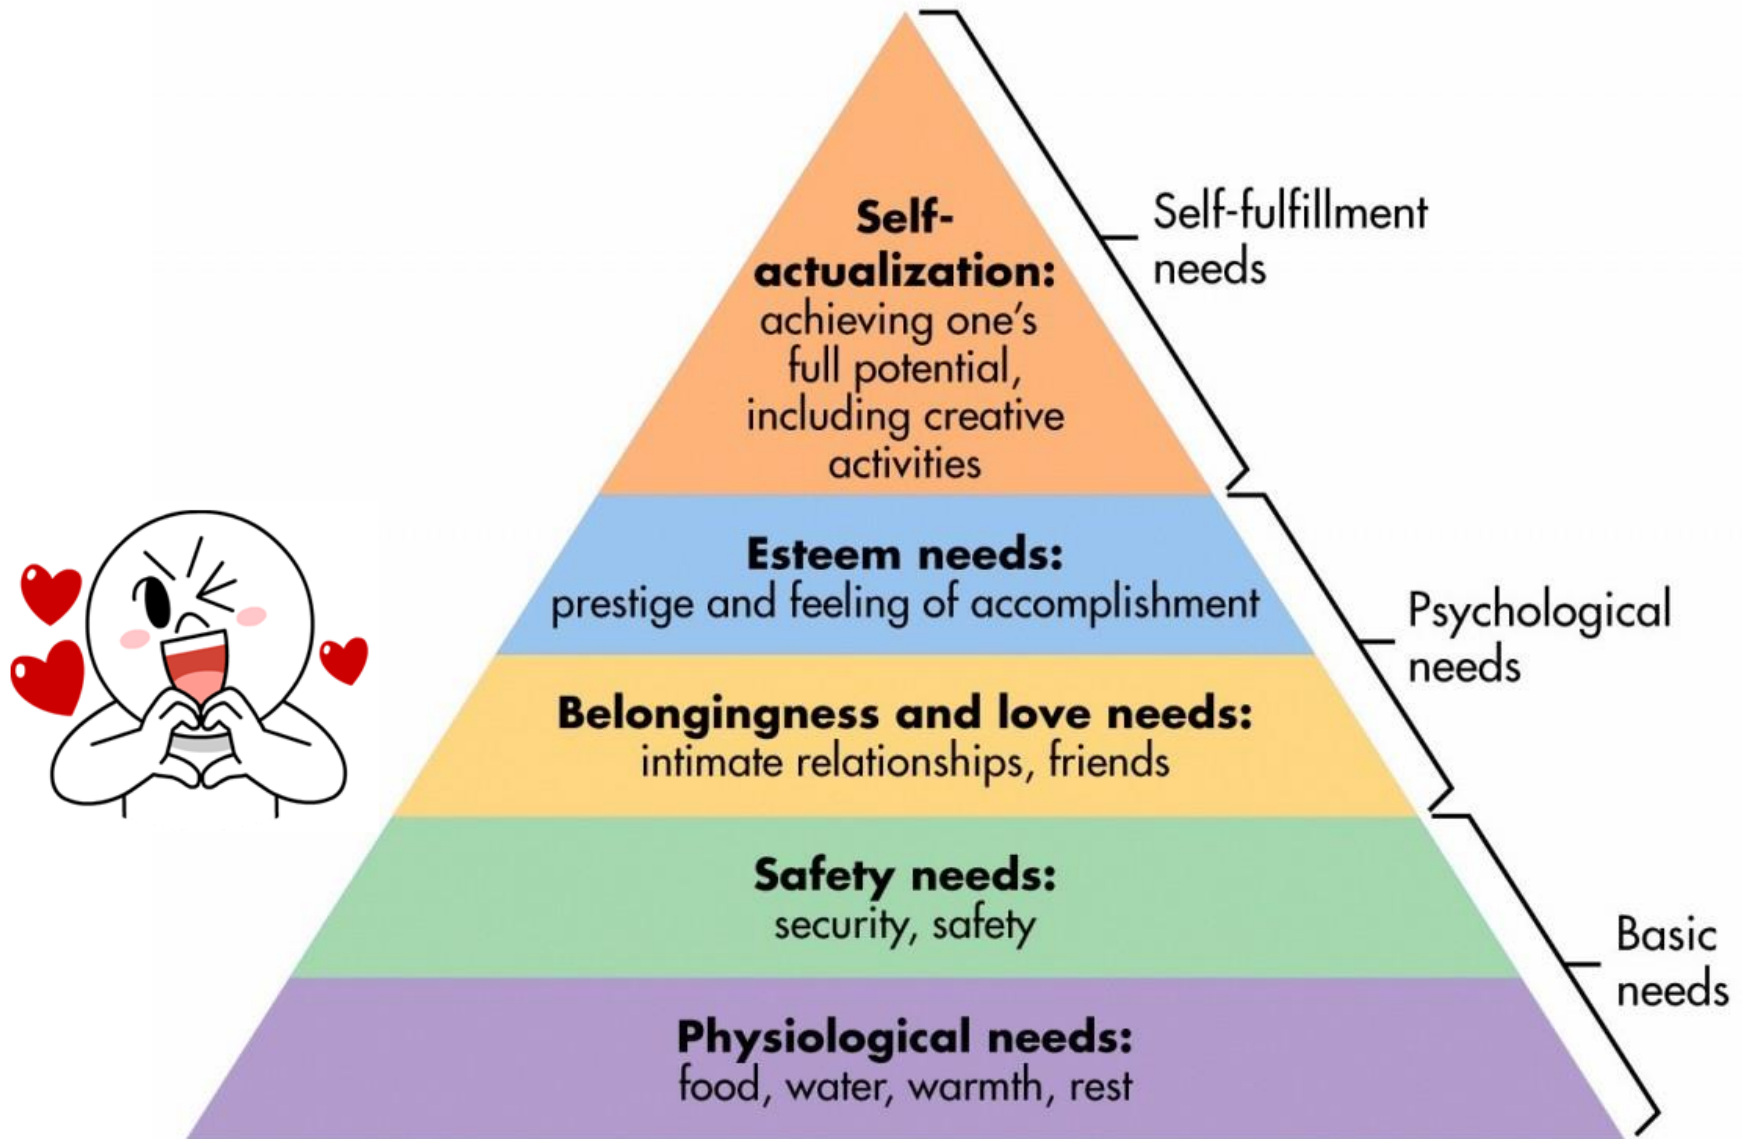 Self-
actualization:
achieving one's
full potential,
including creative
activities
Self-fulfillment
needs
Esteem needs:
prestige and feeling of accomplishment
Belongingness and love needs:
intimate relationships, friends
Psychological
needs
Safety needs:
security, safety
Physiological needs:
food, water, warmth, rest
Basic
needs